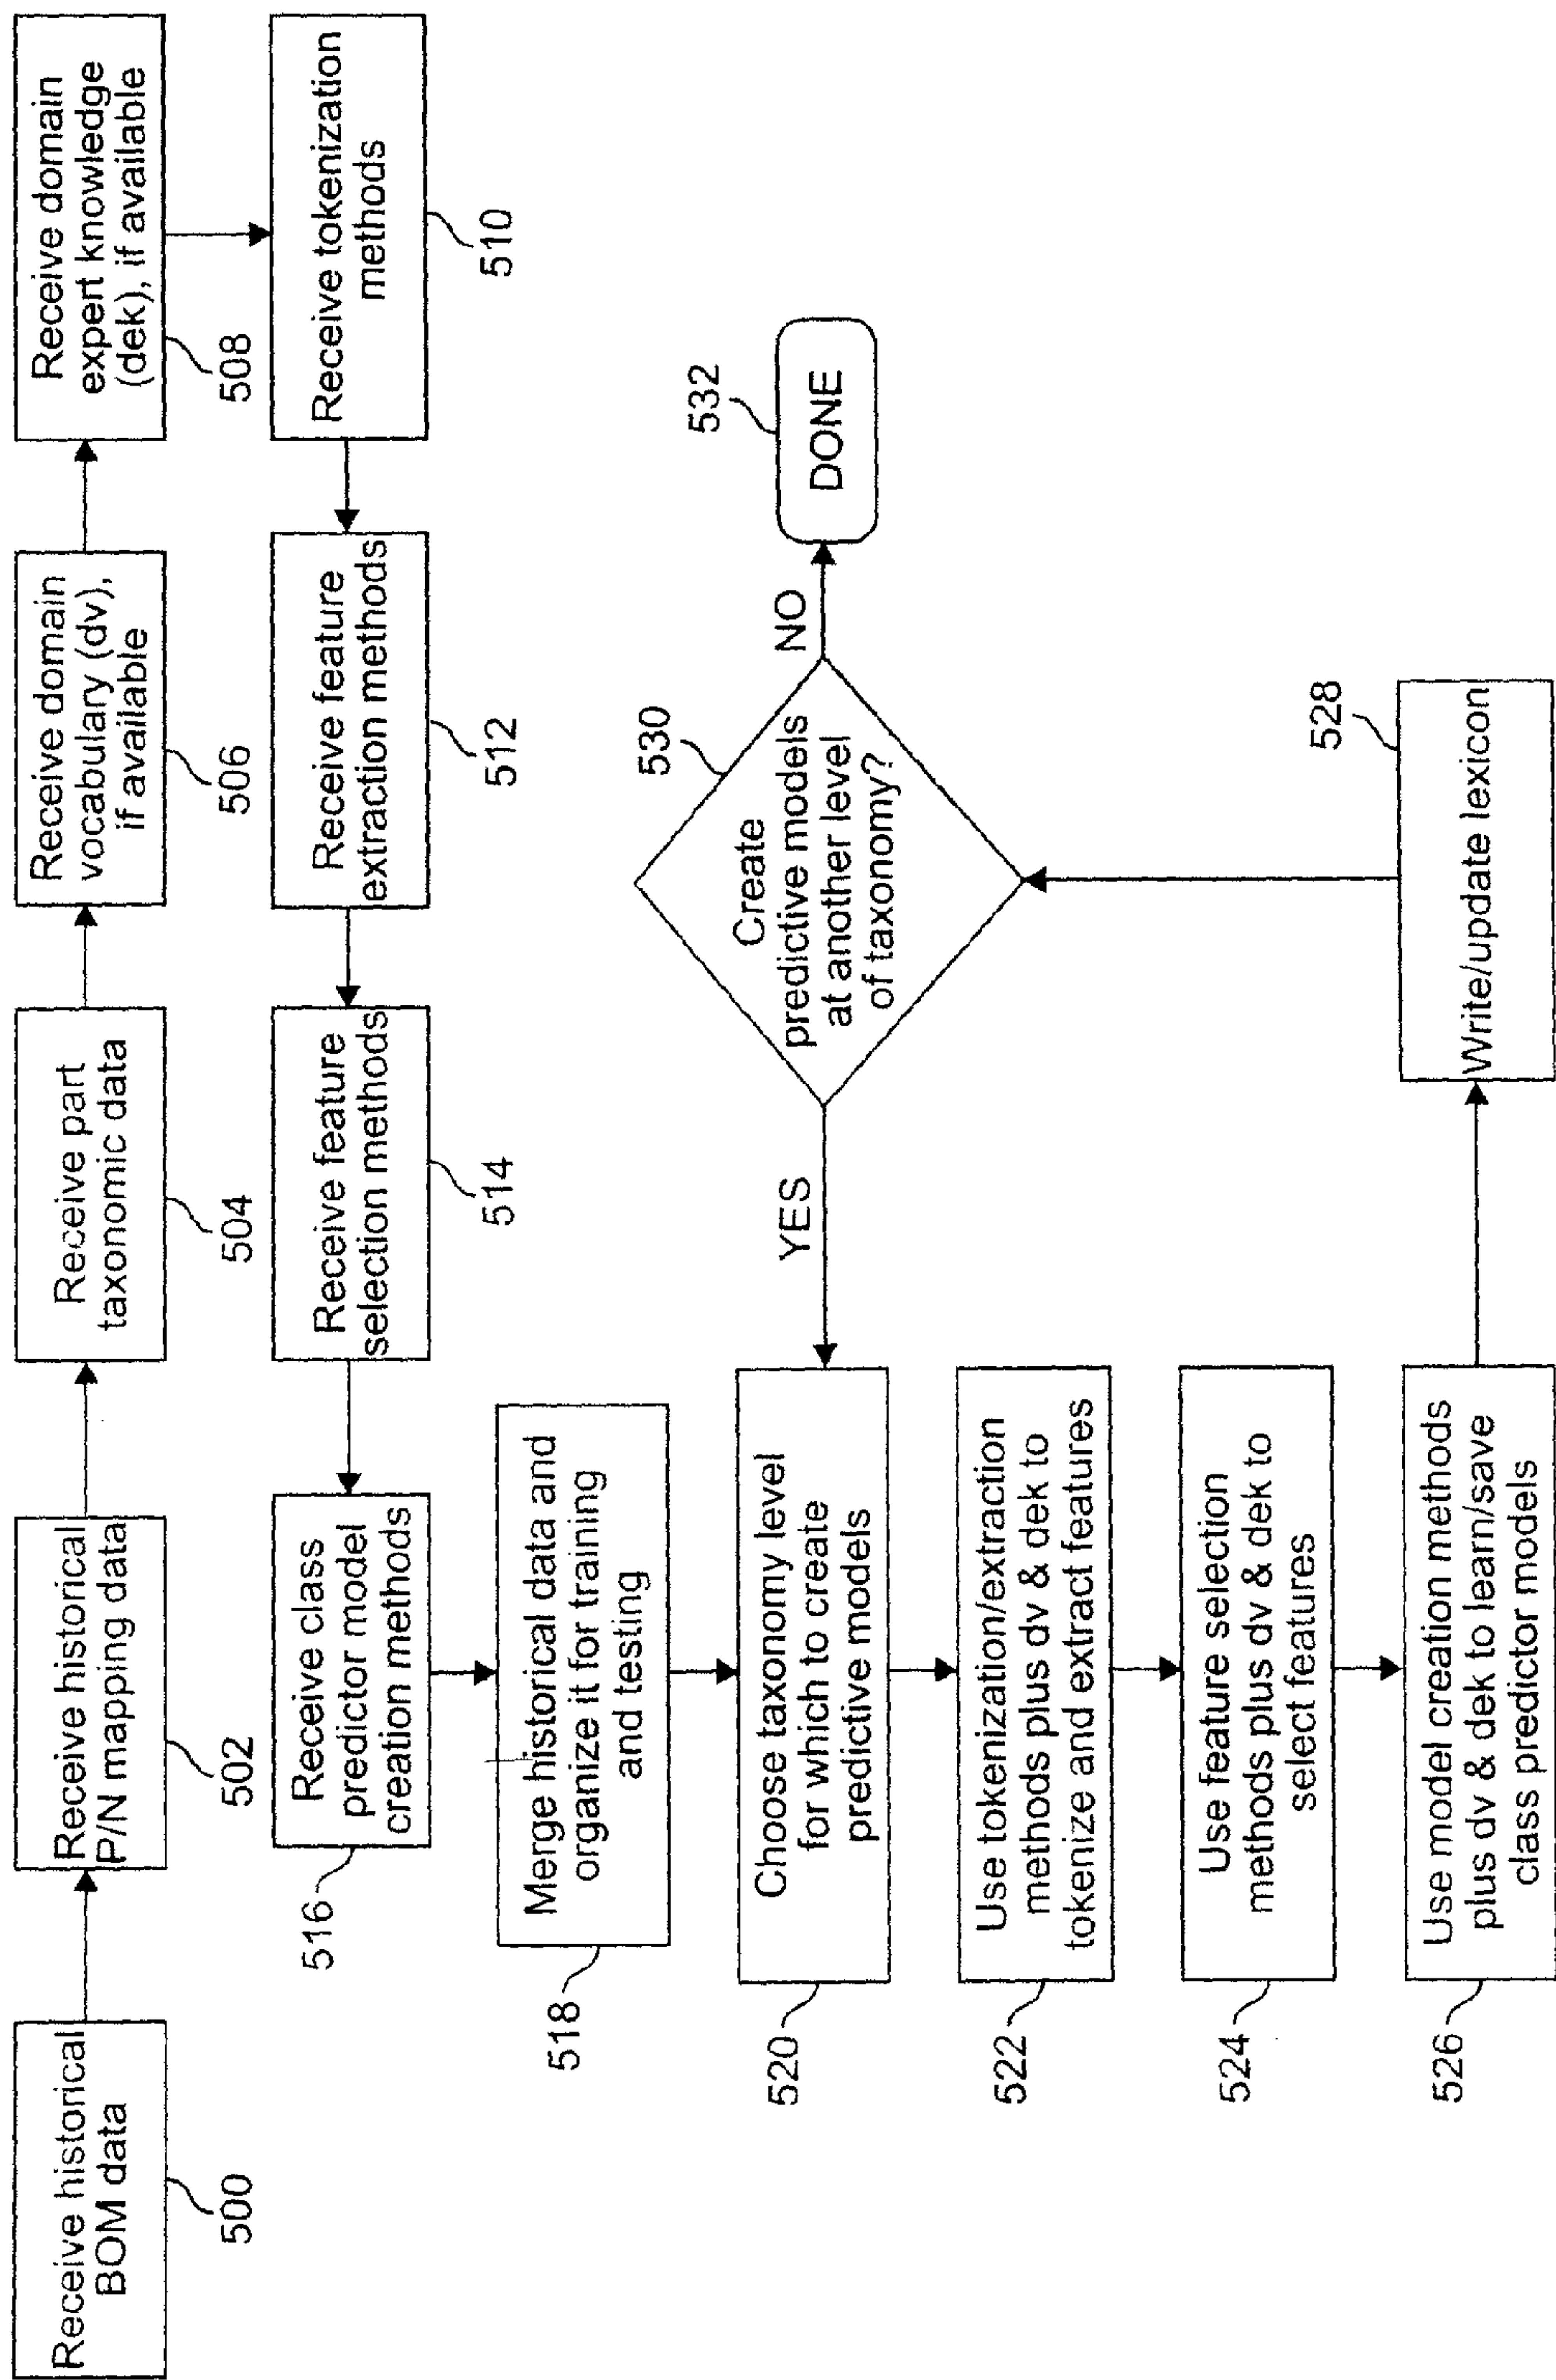 Receive historical
BOM data
500
Receive historical
P/N mapping data
502
Receive part
taxonomic data
504
Receive domain
vocabulary (dv),
if available
506
Receive domain
expert knowledge
(dek), if available
508
Receive tokenization
methods
510
Receive feature
extraction methods
512
Receive feature
selection methods
514
Receive class
predictor model
creation methods
516
Merge historical data and
organize it for training
and testing
518
Choose taxonomy level
for which to create
predictive models
520
Use tokenization/extraction
methods plus dv & dek to
tokenize and extract features
522
Use feature selection
methods plus dv & dek to
select features
524
Use model creation methods
plus dv & dek to learn/save
class predictor models
526
Write/update lexicon
528
Create
predictive models
at another level
of taxonomy?
530
YES
NO
DONE
532